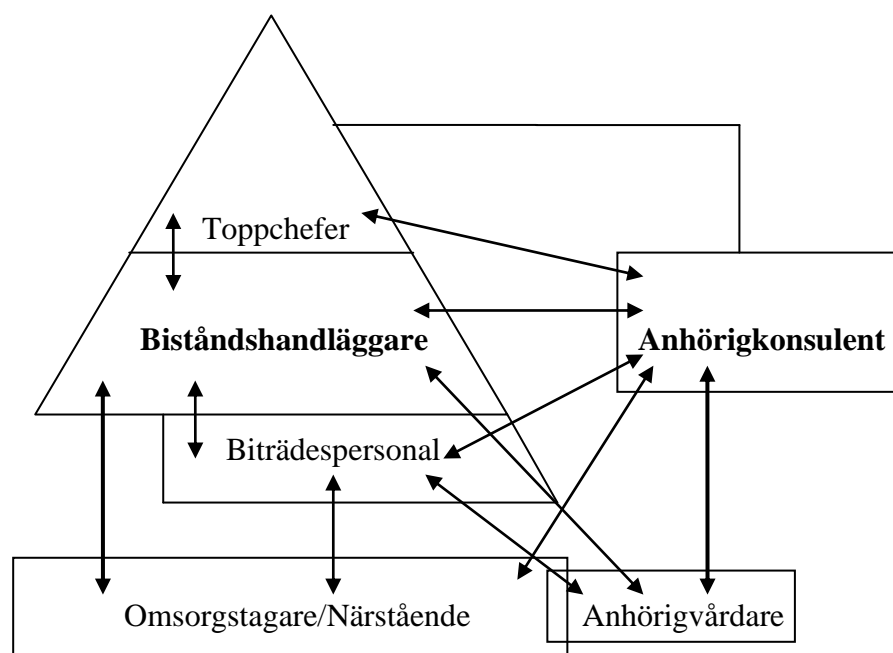 Toppchefer
Biståndshandläggare
Anhörigkonsulent
Biträdespersonal
Omsorgstagare/Närstående
Anhörigvårdare